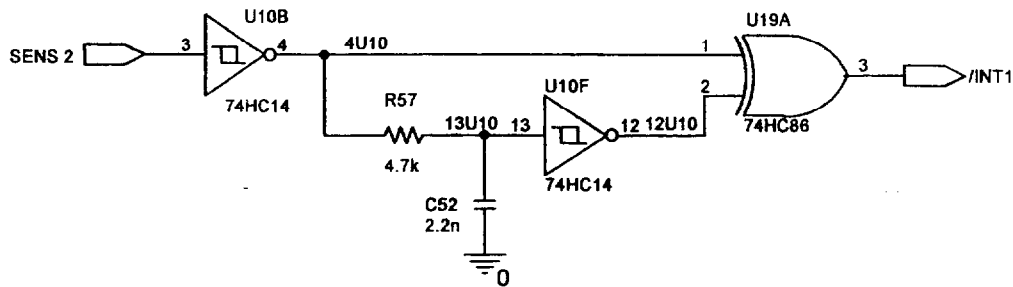 U10B
SENS 2
3
4
4U10
74HC14
R57
4.7k
13U10
13
U10F
12
12U10
74HC14
C52
2.2n
0
U19A
1
2
3
/INT1
74HC86